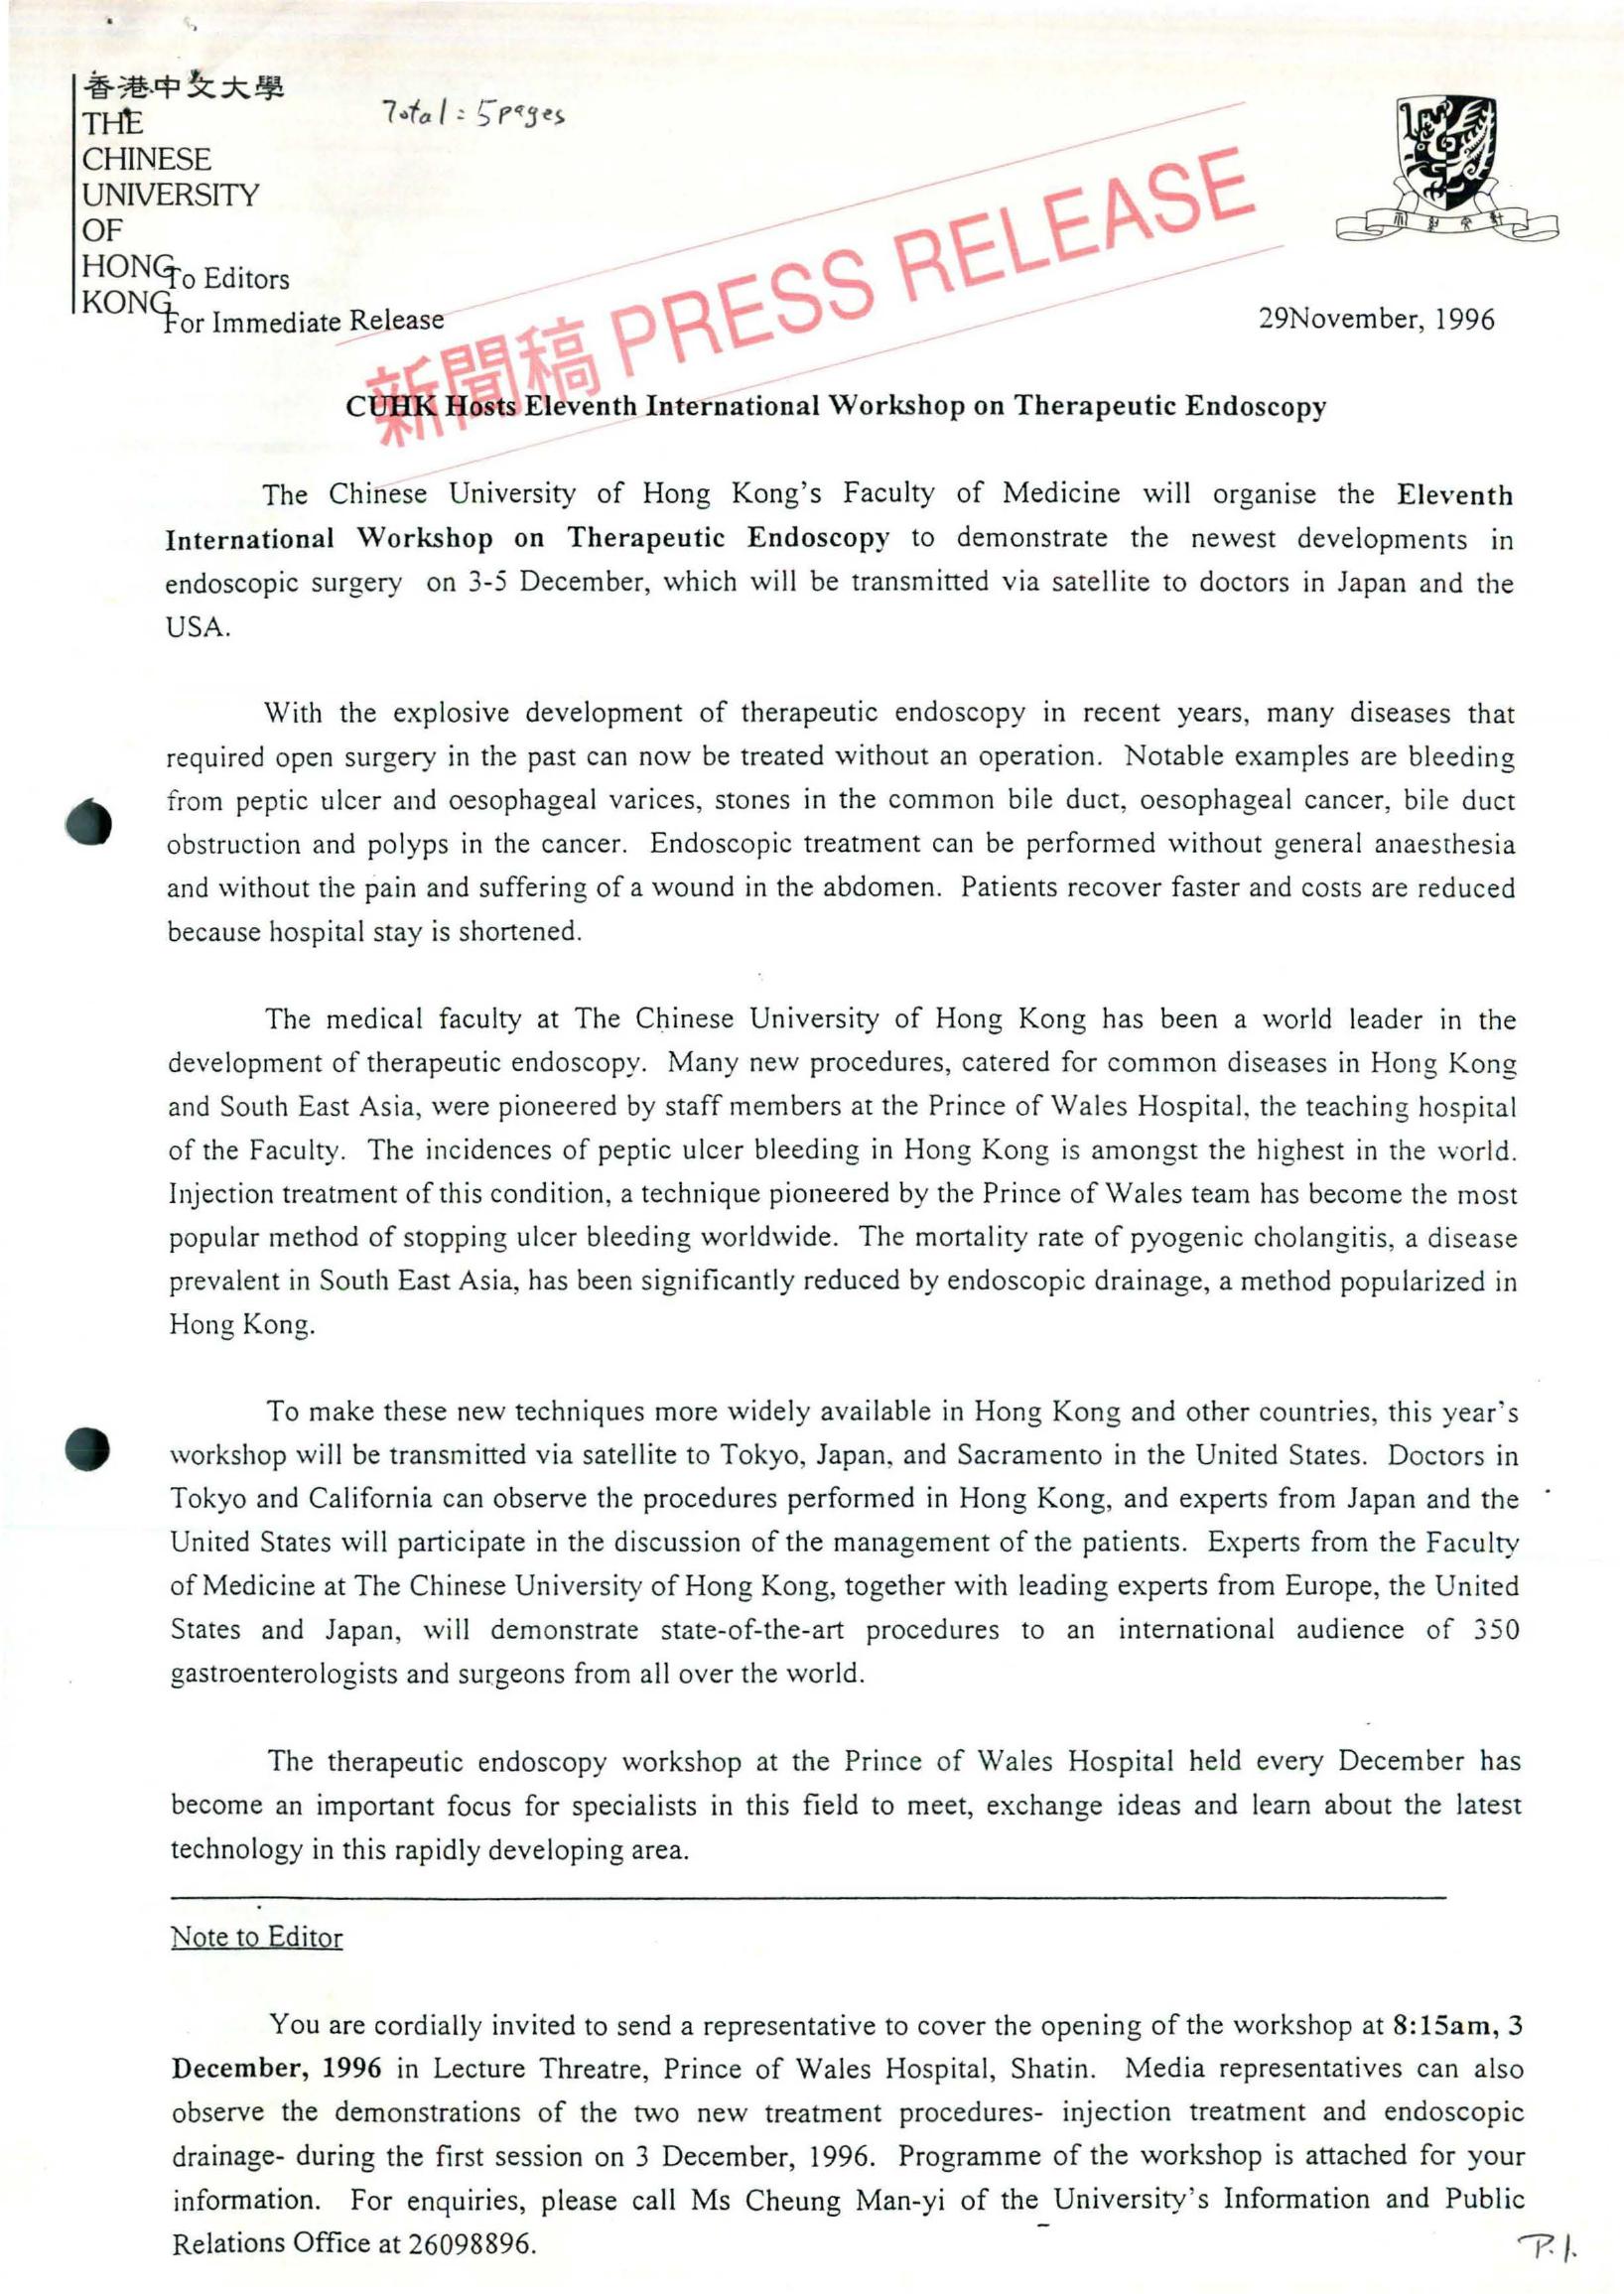 香港中文大學
THE
CHINESE
UNIVERSITY
OF
HONG
KONG
Total = 5 pages
新聞稿 PRESS RELEASE
To Editors
For Immediate Release
29November, 1996
CUHK Hosts Eleventh International Workshop on Therapeutic Endoscopy
The Chinese University of Hong Kong's Faculty of Medicine will organise the Eleventh
International Workshop on Therapeutic Endoscopy to demonstrate the newest developments in
endoscopic surgery on 3-5 December, which will be transmitted via satellite to doctors in Japan and the
USA.
With the explosive development of therapeutic endoscopy in recent years, many diseases that
required open surgery in the past can now be treated without an operation. Notable examples are bleeding
from peptic ulcer and oesophageal varices, stones in the common bile duct, oesophageal cancer, bile duct
obstruction and polyps in the cancer. Endoscopic treatment can be performed without general anaesthesia
and without the pain and suffering of a wound in the abdomen. Patients recover faster and costs are reduced
because hospital stay is shortened.
The medical faculty at The Chinese University of Hong Kong has been a world leader in the
development of therapeutic endoscopy. Many new procedures, catered for common diseases in Hong Kong
and South East Asia, were pioneered by staff members at the Prince of Wales Hospital, the teaching hospital
of the Faculty. The incidences of peptic ulcer bleeding in Hong Kong is amongst the highest in the world.
Injection treatment of this condition, a technique pioneered by the Prince of Wales team has become the most
popular method of stopping ulcer bleeding worldwide. The mortality rate of pyogenic cholangitis, a disease
prevalent in South East Asia, has been significantly reduced by endoscopic drainage, a method popularized in
Hong Kong.
To make these new techniques more widely available in Hong Kong and other countries, this year's
workshop will be transmitted via satellite to Tokyo, Japan, and Sacramento in the United States. Doctors in
Tokyo and California can observe the procedures performed in Hong Kong, and experts from Japan and the
United States will participate in the discussion of the management of the patients. Experts from the Faculty
of Medicine at The Chinese University of Hong Kong, together with leading experts from Europe, the United
States and Japan, will demonstrate state-of-the-art procedures to an international audience of 350
gastroenterologists and surgeons from all over the world.
The therapeutic endoscopy workshop at the Prince of Wales Hospital held every December has
become an important focus for specialists in this field to meet, exchange ideas and learn about the latest
technology in this rapidly developing area.
Note to Editor
You are cordially invited to send a representative to cover the opening of the workshop at 8:15am, 3
December, 1996 in Lecture Threatre, Prince of Wales Hospital, Shatin. Media representatives can also
observe the demonstrations of the two new treatment procedures- injection treatment and endoscopic
drainage- during the first session on 3 December, 1996. Programme of the workshop is attached for your
information. For enquiries, please call Ms Cheung Man-yi of the University's Information and Public
Relations Office at 26098896.
P.1.